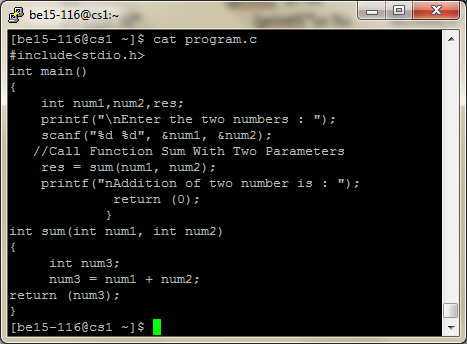 be15-116@cs1:~
[be15-116@cs1 ~]$ cat program.c
#include<stdio.h>
int main()
{
    int num1,num2,res;
    printf("\nEnter the two numbers : ");
    scanf("%d %d", &num1, &num2);
   //Call Function Sum With Two Parameters
    res = sum(num1, num2);
    printf("nAddition of two number is : ");
             return (0);
            }
int sum(int num1, int num2)
{
     int num3;
     num3 = num1 + num2;
return (num3);
}
[be15-116@cs1 ~]$